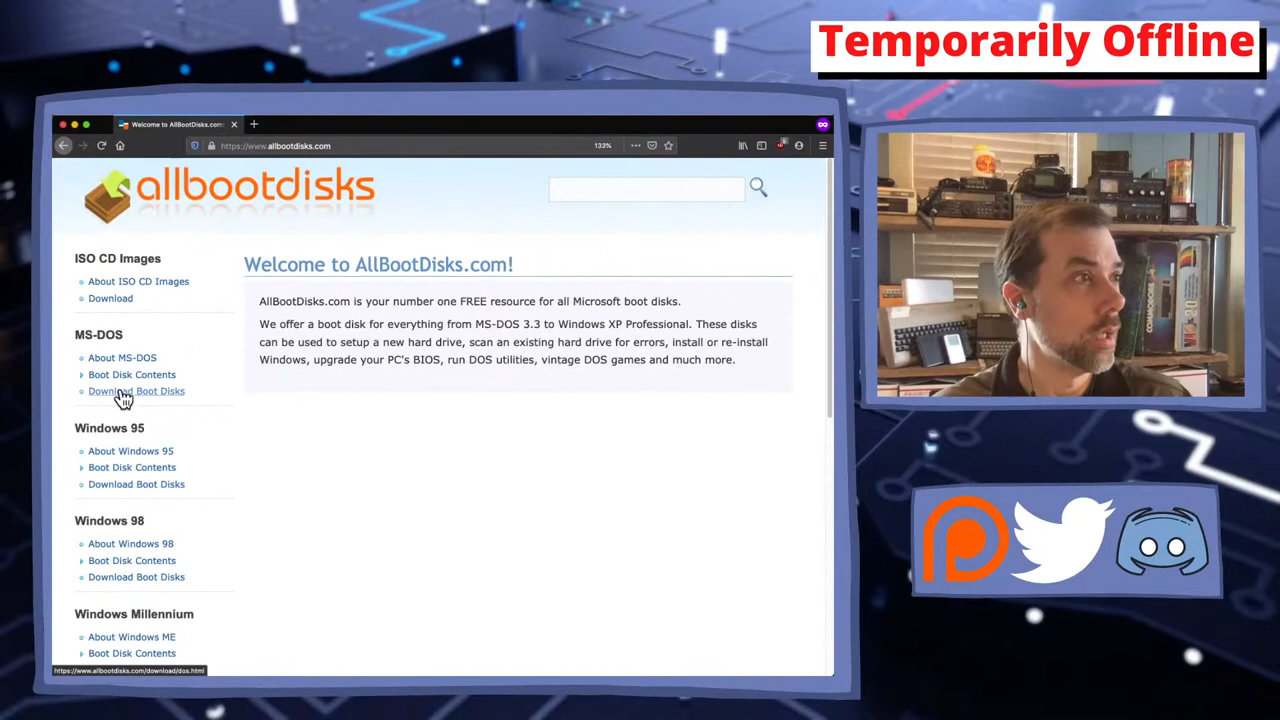 Temporarily Offline
Welcome to AllBootDisks.com
https://www.allbootdisks.com
133%
allbootdisks
ISO CD Images
About ISO CD Images
Download
MS-DOS
About MS-DOS
Boot Disk Contents
Download Boot Disks
Windows 95
About Windows 95
Boot Disk Contents
Download Boot Disks
Windows 98
About Windows 98
Boot Disk Contents
Download Boot Disks
Windows Millennium
About Windows ME
Boot Disk Contents
Welcome to AllBootDisks.com!
AllBootDisks.com is your number one FREE resource for all Microsoft boot disks.
We offer a boot disk for everything from MS-DOS 3.3 to Windows XP Professional. These disks
can be used to setup a new hard drive, scan an existing hard drive for errors, install or re-install
Windows, upgrade your PC's BIOS, run DOS utilities, vintage DOS games and much more.
https://www.allbootdisks.com/download/dos.html